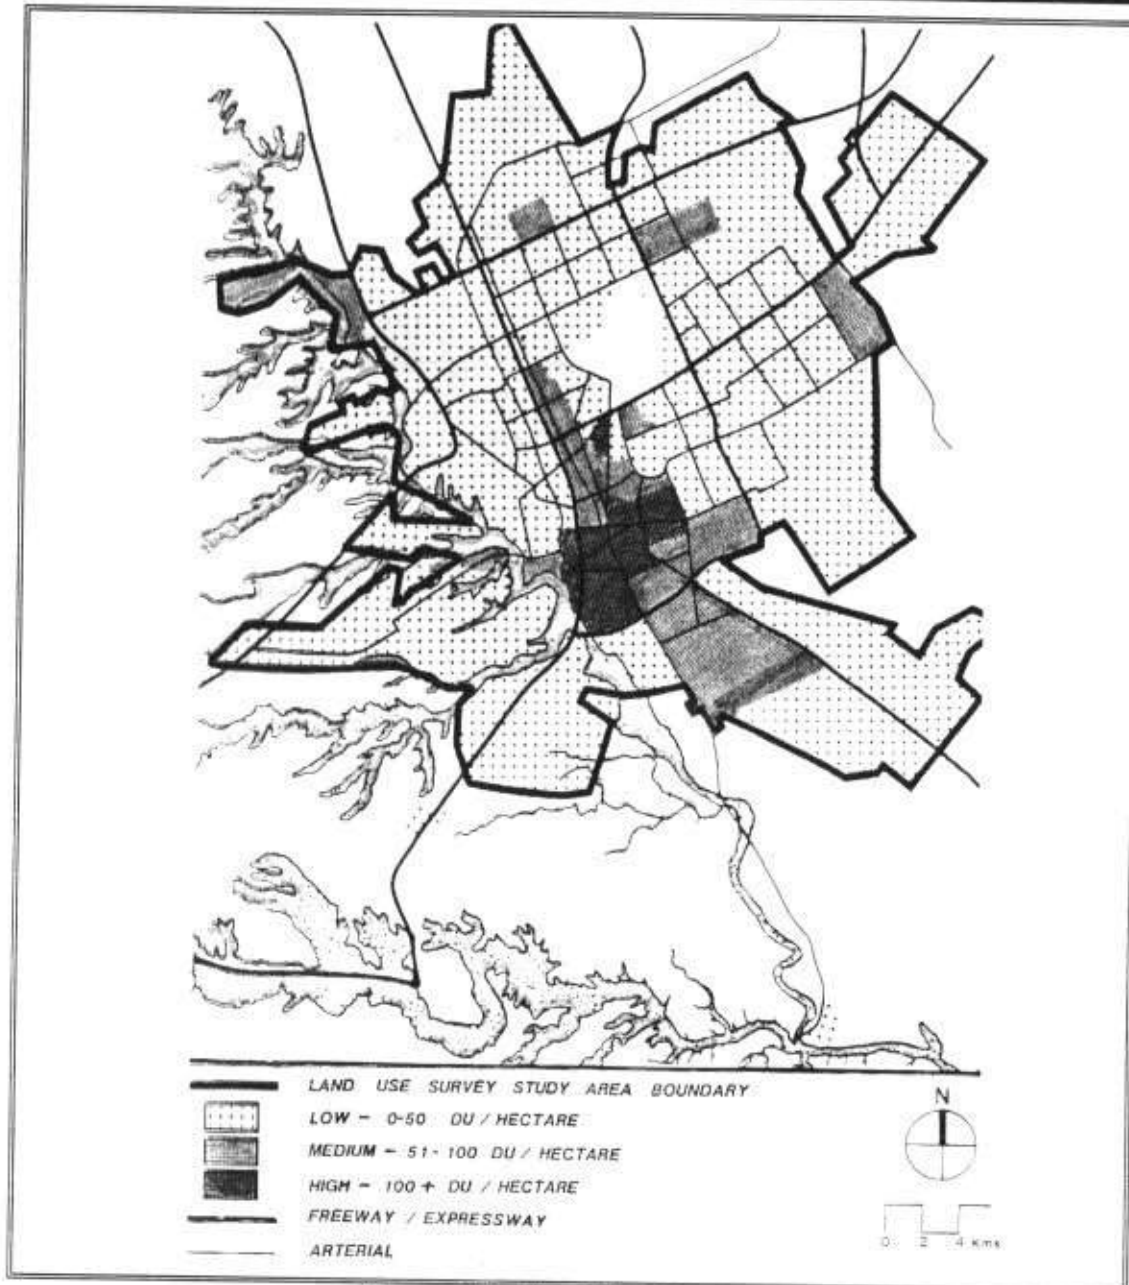 LAND USE SURVEY STUDY AREA BOUNDARY
LOW - 0-50 DU / HECTARE
MEDIUM - 51-100 DU / HECTARE
HIGH - 100+ DU / HECTARE
FREEWAY / EXPRESSWAY
ARTERIAL
N
0 2 4 Kms